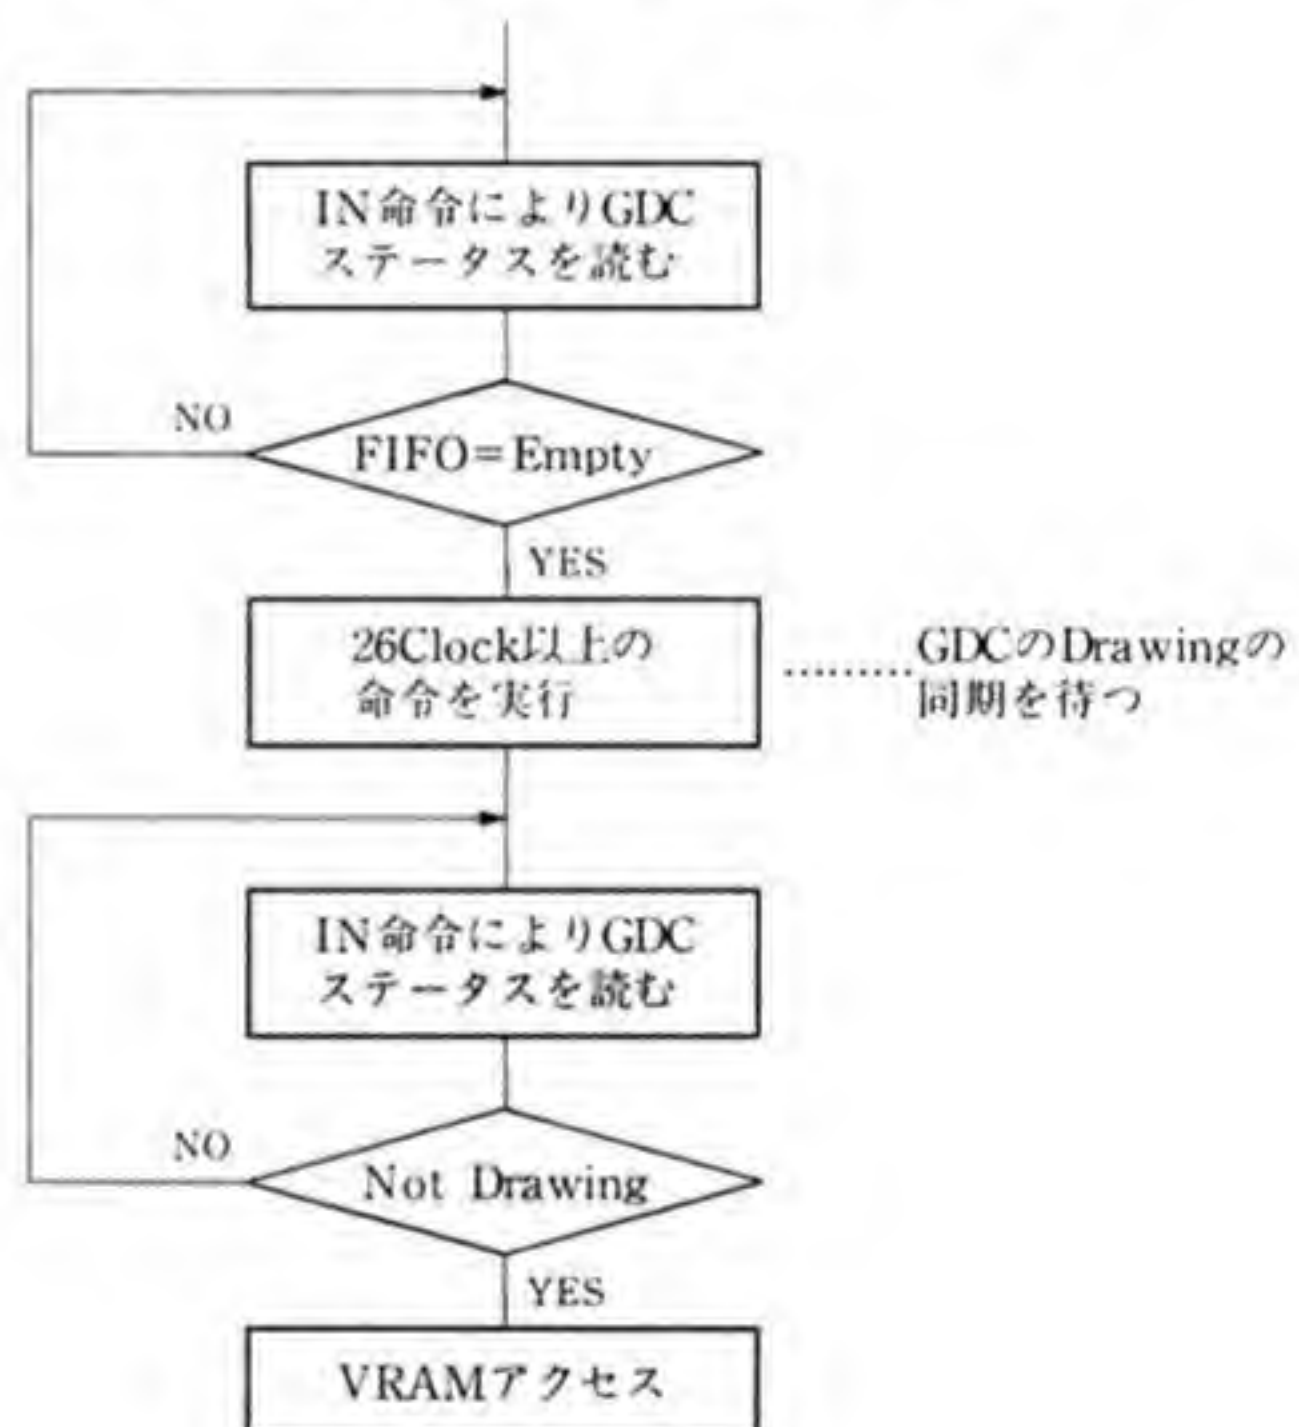 IN命令によりGDC
ステータスを読む
NO
FIFO=Empty
YES
26Clock以上の
命令を実行
GDCのDrawingの
同期を待つ
IN命令によりGDC
ステータスを読む
NO
Not Drawing
YES
VRAMアクセス